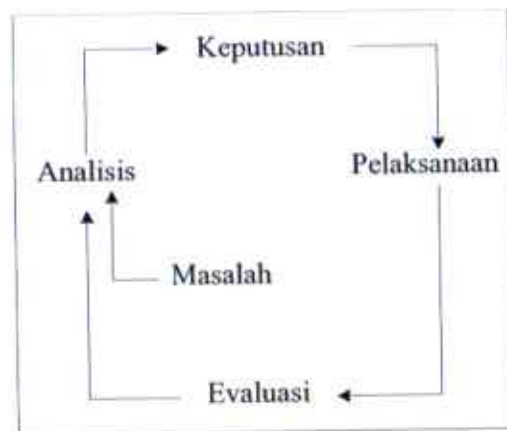 Keputusan
Analisis
Pelaksanaan
Masalah
Evaluasi